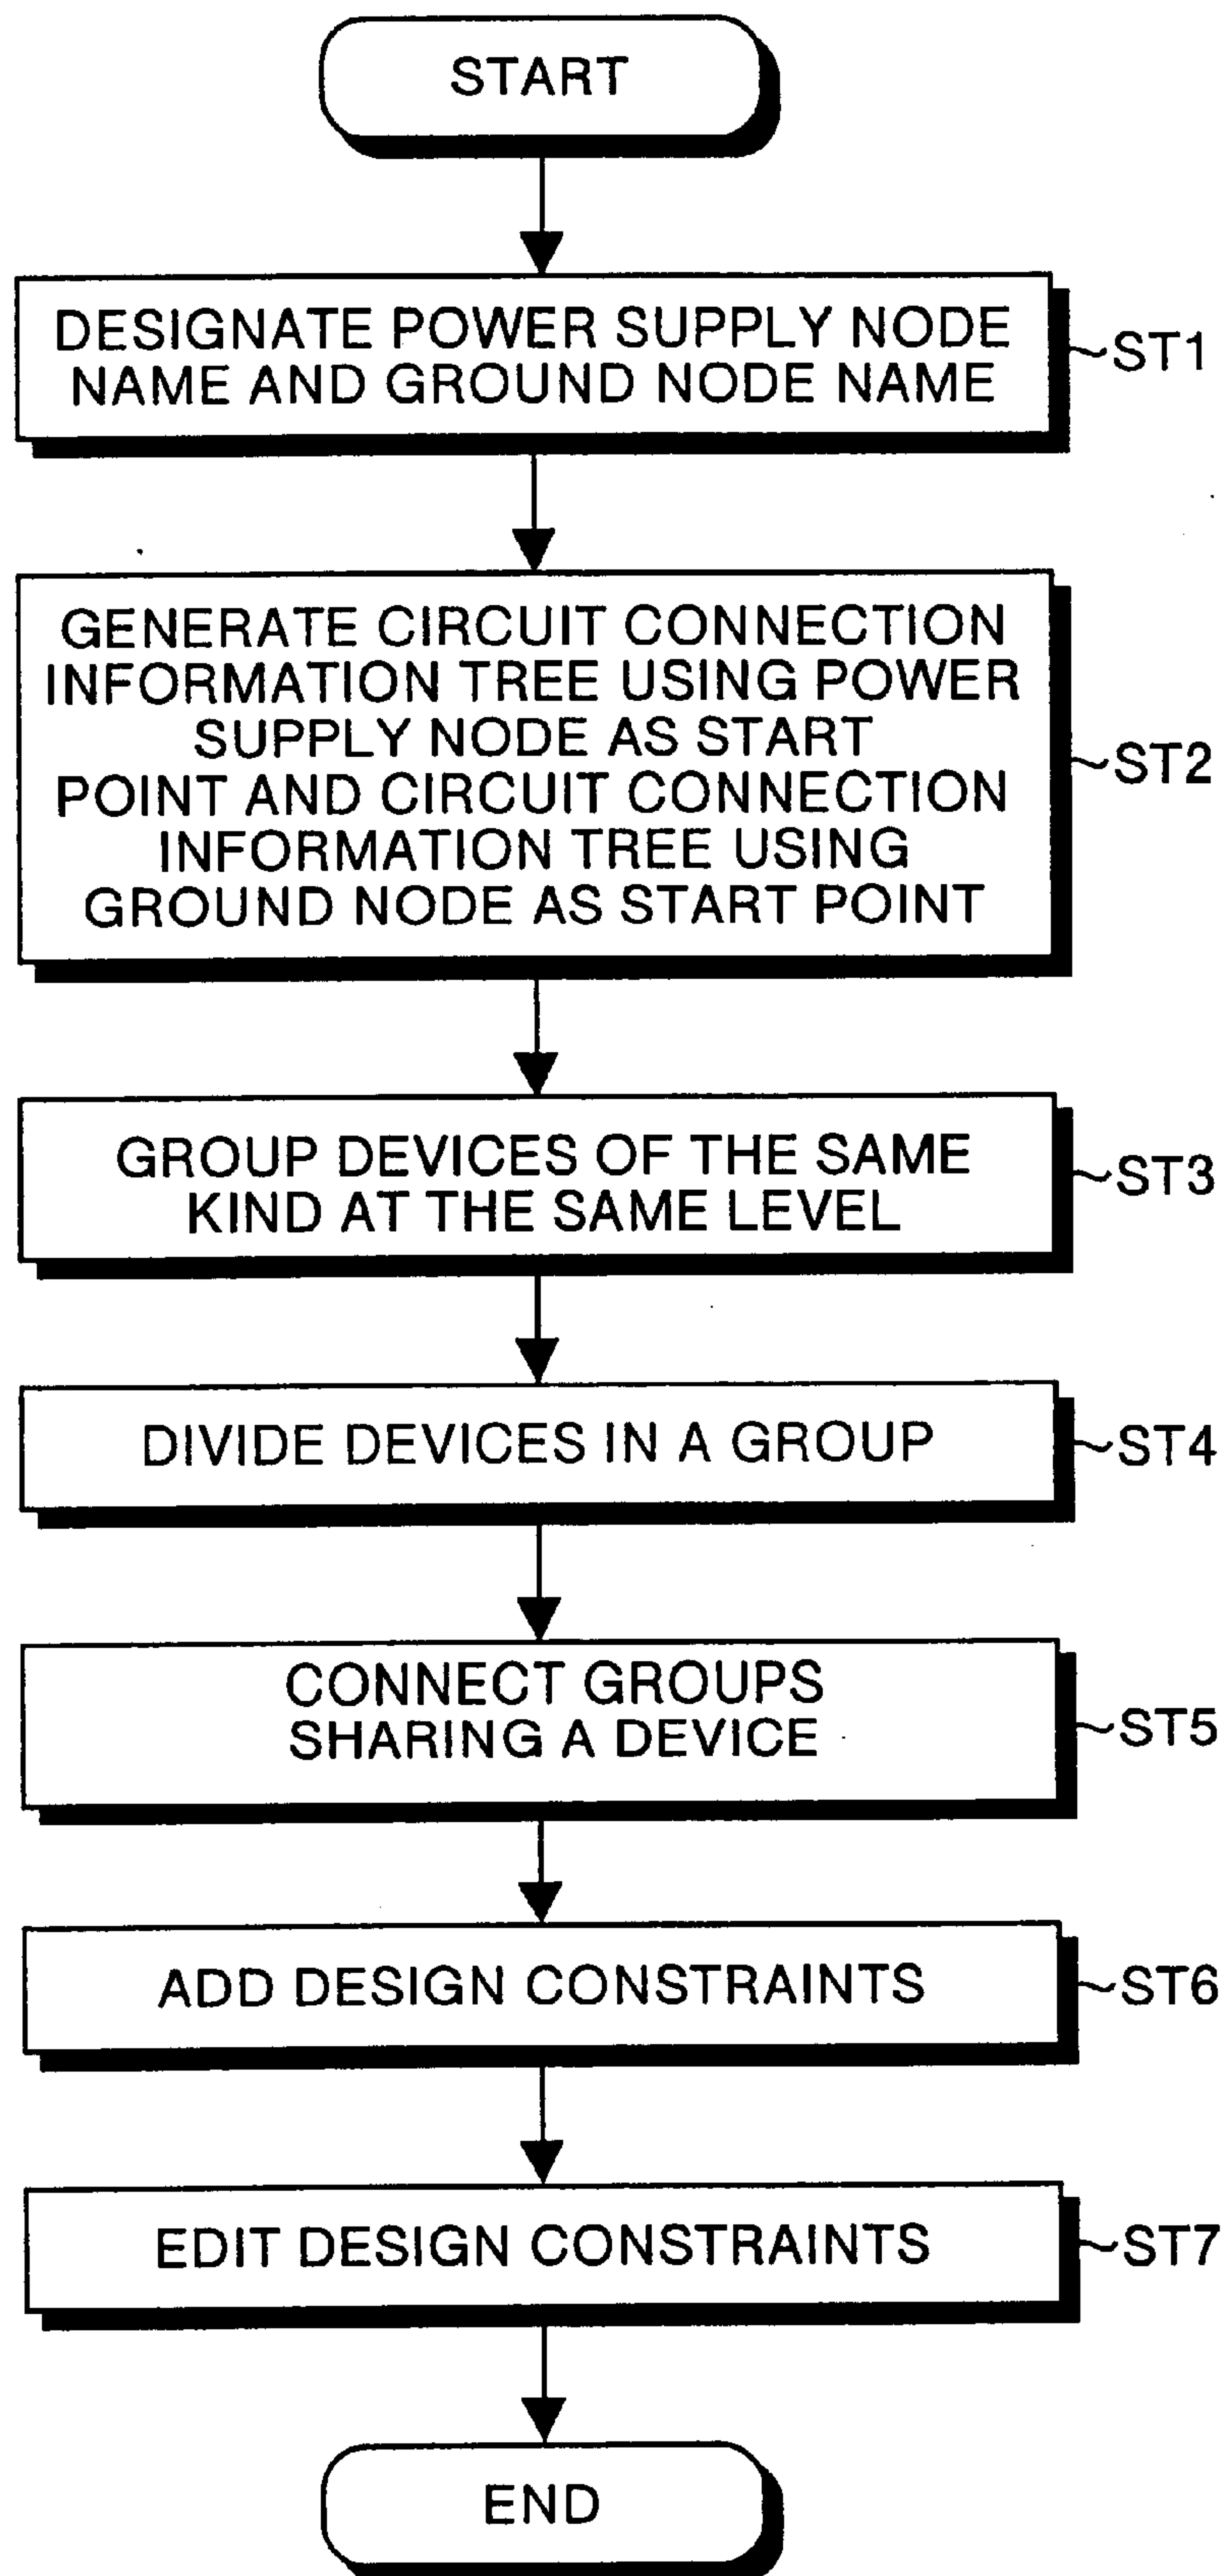 START
DESIGNATE POWER SUPPLY NODE
NAME AND GROUND NODE NAME
ST1
GENERATE CIRCUIT CONNECTION
INFORMATION TREE USING POWER
SUPPLY NODE AS START
POINT AND CIRCUIT CONNECTION
INFORMATION TREE USING
GROUND NODE AS START POINT
ST2
GROUP DEVICES OF THE SAME
KIND AT THE SAME LEVEL
ST3
DIVIDE DEVICES IN A GROUP
ST4
CONNECT GROUPS
SHARING A DEVICE
ST5
ADD DESIGN CONSTRAINTS
ST6
EDIT DESIGN CONSTRAINTS
ST7
END